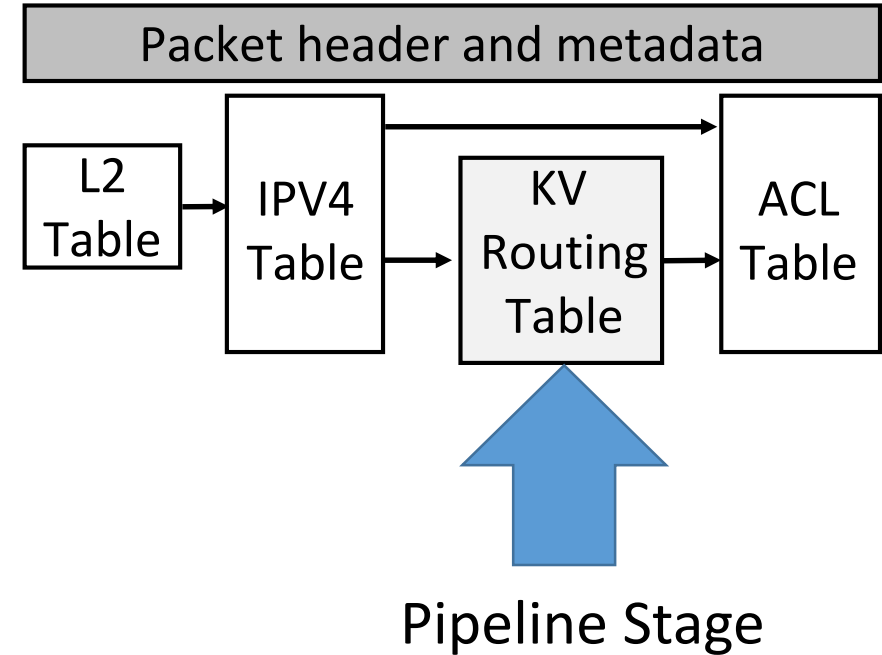 Packet header and metadata
L2
Table
IPV4
Table
KV
Routing
Table
ACL
Table
Pipeline Stage